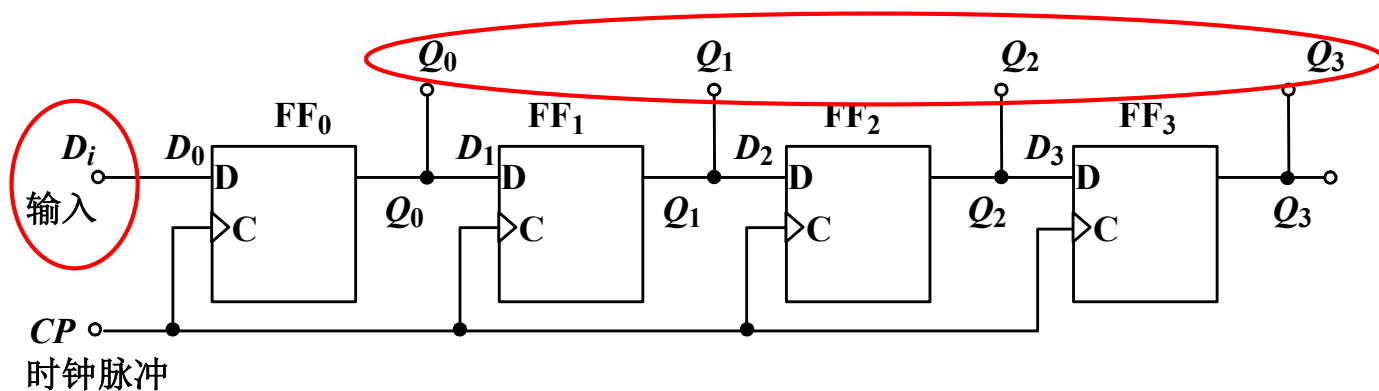 Q0 Q1 Q2 Q3
FF0 FF1 FF2 FF3
Di D0 D1 D2 D3
D D D D
输入 Q0 Q1 Q2 Q3
C C C C
CP
时钟脉冲